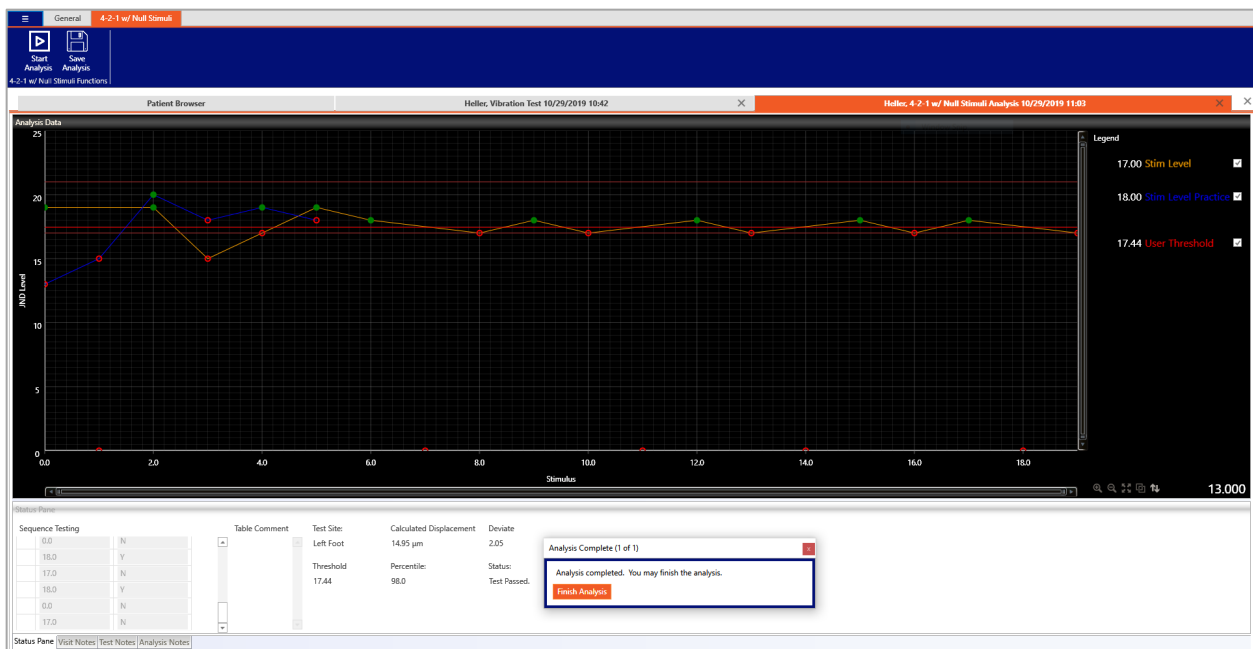 General
4-2-1 w/ Null Stimuli
Start Analysis
Save Analysis
4-2-1 w/ Null Stimuli Functions
Patient Browser
Heller, Vibration Test 10/29/2019 10:42
Heller, 4-2-1 w/ Null Stimuli Analysis 10/29/2019 11:03
Analysis Data
25
20
15
10
5
0
JND Level
0.0 2.0 4.0 6.0 8.0 10.0 12.0 14.0 16.0 18.0
Stimulus
Legend
17.00 Stim Level
18.00 Stim Level Practice
17.44 User Threshold
13.000
Status Pane
Sequence Testing
0.0 N
18.0 Y
17.0 N
18.0 Y
0.0 N
17.0 N
Table Comment
Test Site:
Left Foot
Threshold
17.44
Calculated Displacement
14.95 µm
Percentile:
98.0
Deviate
2.05
Status:
Test Passed.
Analysis Complete (1 of 1)
x
Analysis completed. You may finish the analysis.
Finish Analysis
Status Pane Visit Notes Test Notes Analysis Notes